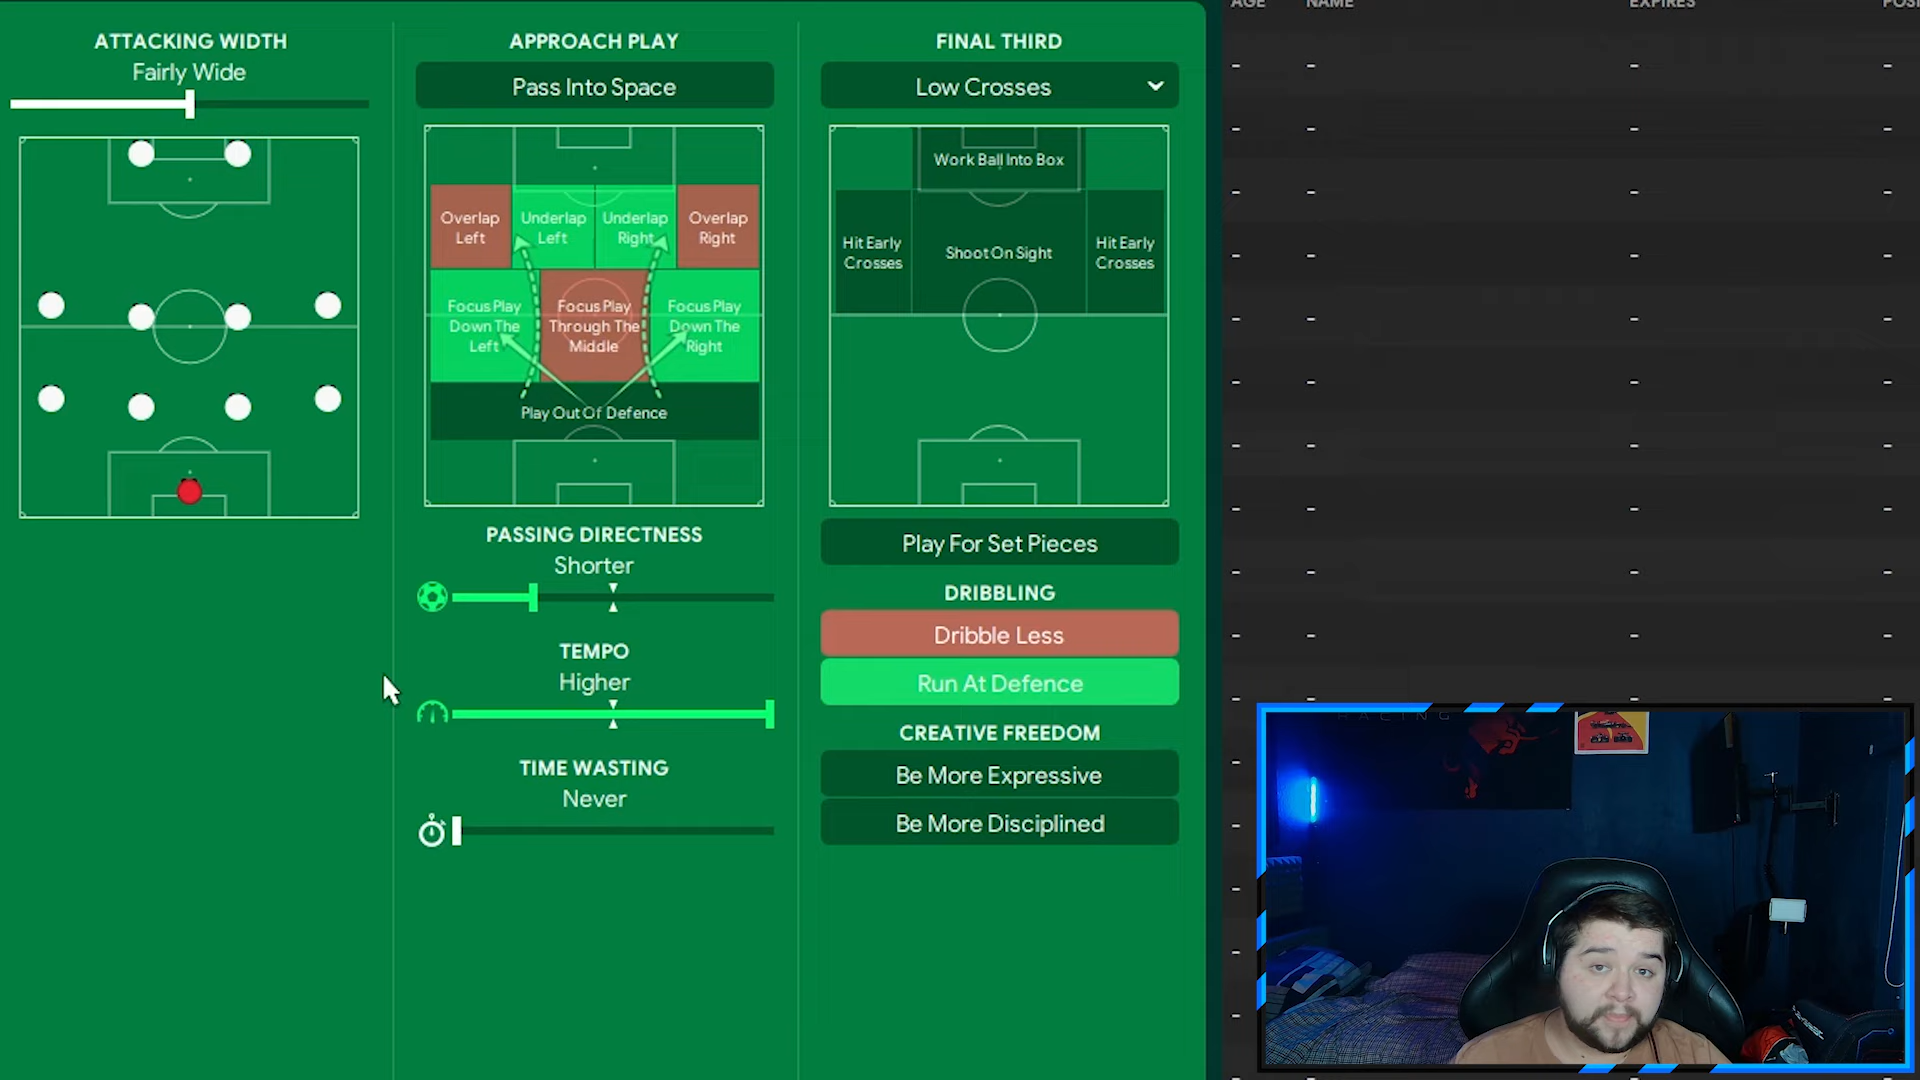 AGE NAME EXPIRES
ATTACKING WIDTH
Fairly Wide
APPROACH PLAY
Pass Into Space
Overlap
Left
Underlap
Left
Underlap
Right
Overlap
Right
Focus Play
Down The
Left
Focus Play
Through The
Middle
Focus Play
Down The
Right
Play Out Of Defence
PASSING DIRECTNESS
Shorter
TEMPO
Higher
TIME WASTING
Never
FINAL THIRD
Low Crosses
Work Ball Into Box
Hit Early
Crosses
Shoot On Sight
Hit Early
Crosses
Play For Set Pieces
DRIBBLING
Dribble Less
Run At Defence
CREATIVE FREEDOM
Be More Expressive
Be More Disciplined
RACING